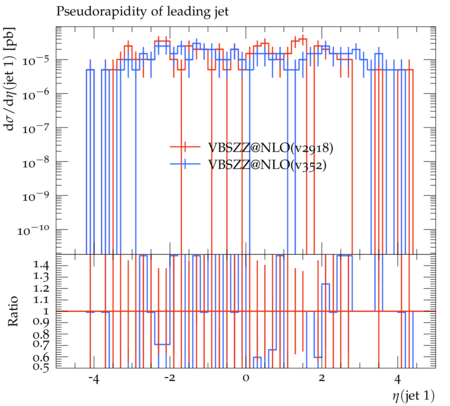 Pseudorapidity of leading jet
dσ/dη(jet 1) [pb]
10⁻⁵
10⁻⁶
10⁻⁷
10⁻⁸
10⁻⁹
10⁻¹⁰
VBSZZ@NLO(v2918)
VBSZZ@NLO(v352)
Ratio
1.4
1.3
1.2
1.1
1
0.9
0.8
0.7
0.6
0.5
-4 -2 0 2 4
η(jet 1)